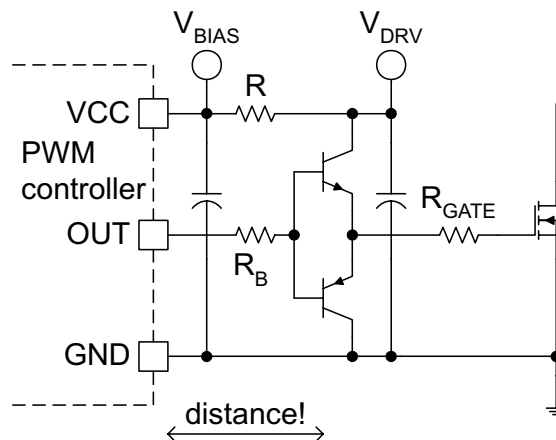 V_BIAS
V_DRV
R
VCC
PWM
controller
R_GATE
OUT
R_B
GND
distance!